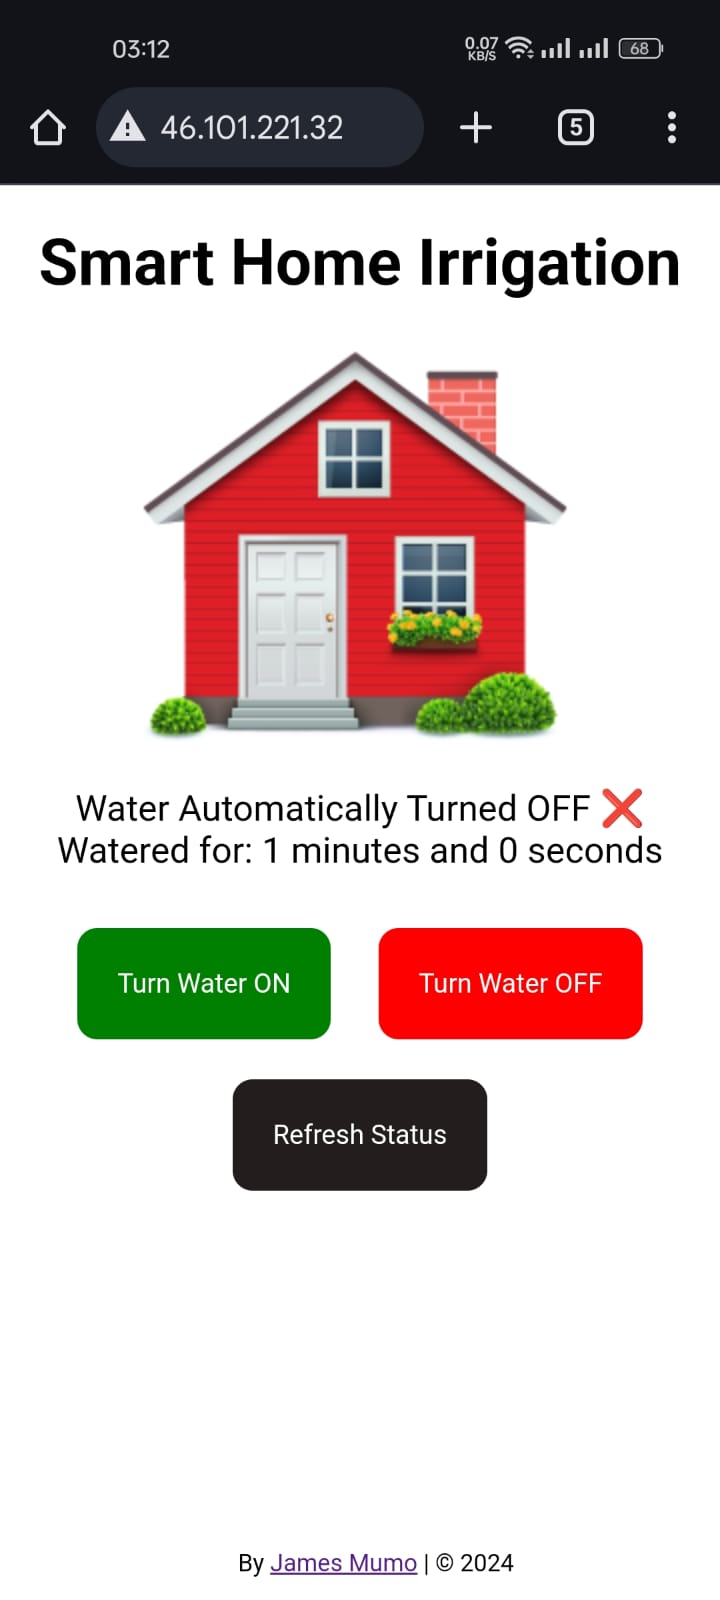 03:12
0.07
KB/S
68
46.101.221.32
5
Smart Home Irrigation
Water Automatically Turned OFF ❌
Watered for: 1 minutes and 0 seconds
Turn Water ON
Turn Water OFF
Refresh Status
By James Mumo | © 2024